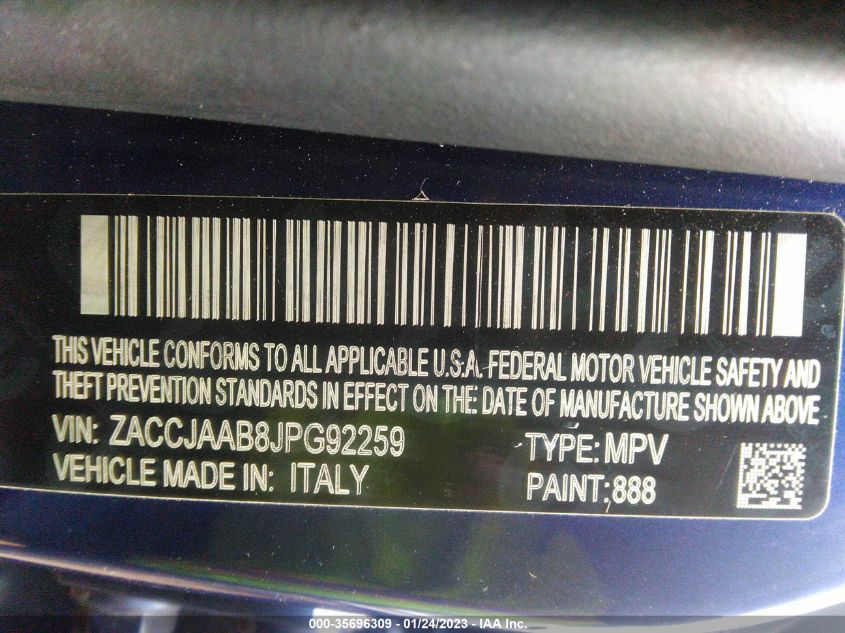 THIS VEHICLE CONFORMS TO ALL APPLICABLE U.S.A. FEDERAL MOTOR VEHICLE SAFETY AND
THEFT PREVENTION STANDARDS IN EFFECT ON THE DATE OF MANUFACTURE SHOWN ABOVE
VIN: ZACCJAAB8JPG92259 TYPE: MPV
VEHICLE MADE IN: ITALY PAINT: 888
000-35696309 — 01/24/2023 — IAA Inc.